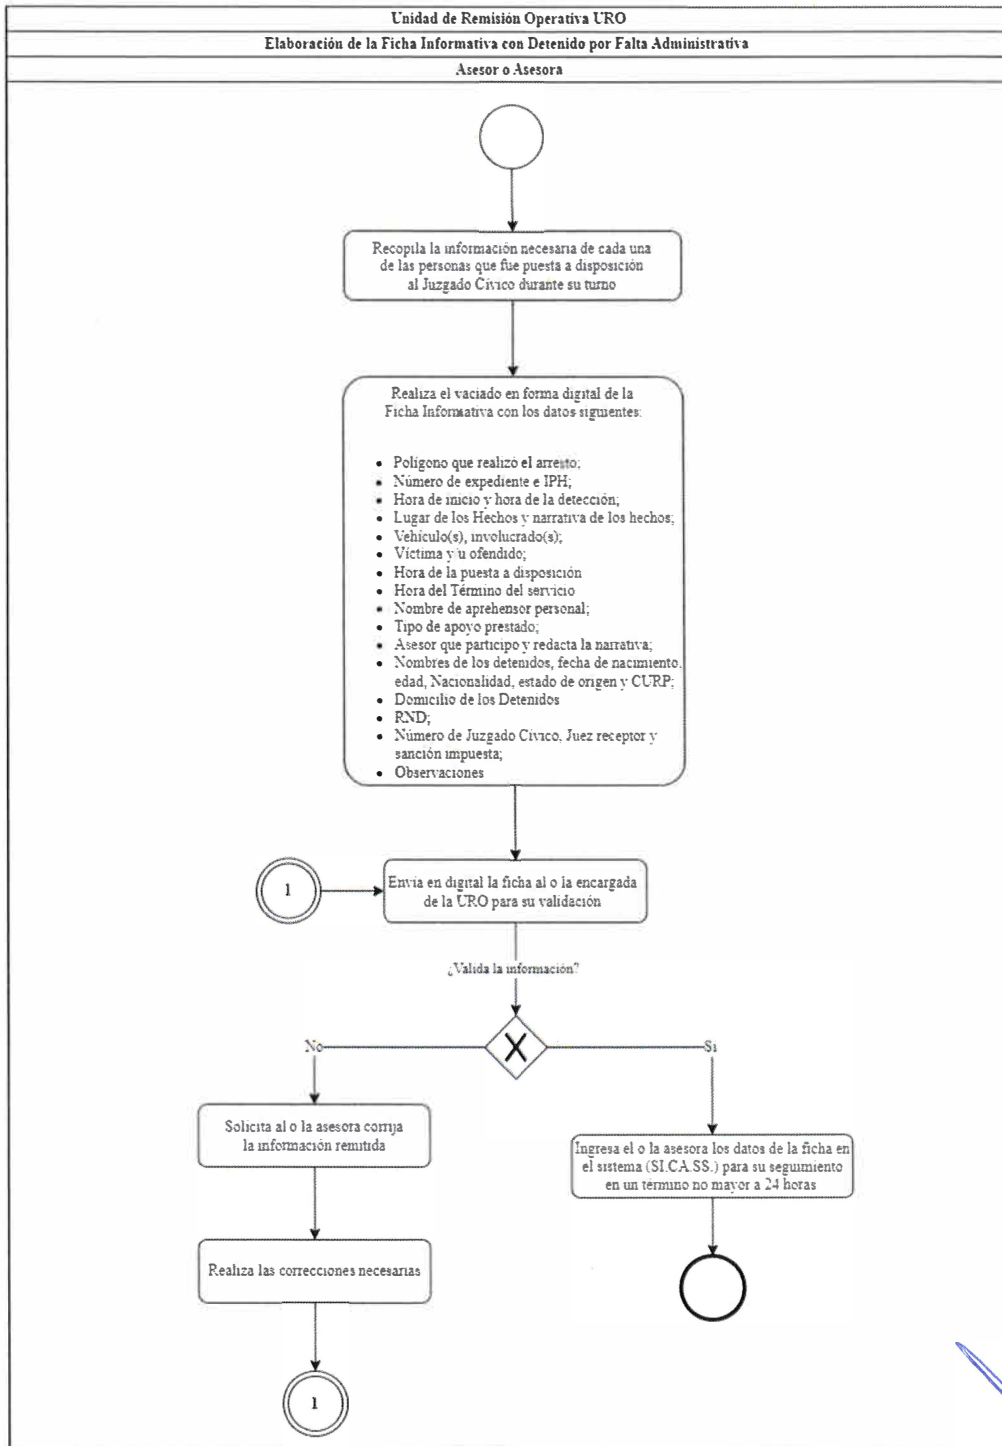 Unidad de Remisión Operativa URO
Elaboración de la Ficha Informativa con Detenido por Falta Administrativa
Asesor o Asesora
Recopila la información necesaria de cada una
de las personas que fue puesta a disposición
al Juzgado Cívico durante su turno
Realiza el vaciado en forma digital de la
Ficha Informativa con los datos siguientes:
• Polígono que realizó el arresto;
• Número de expediente e IPH;
• Hora de inicio y hora de la detección;
• Lugar de los Hechos y narrativa de los hechos;
• Vehículo(s), involucrado(s);
• Víctima y u ofendido;
• Hora de la puesta a disposición
• Hora del Término del servicio
• Nombre de aprehensor personal;
• Tipo de apoyo prestado;
• Asesor que participo y redacta la narrativa;
• Nombres de los detenidos, fecha de nacimiento,
edad, Nacionalidad, estado de origen y CURP;
• Domicilio de los Detenidos
• RND;
• Número de Juzgado Cívico, Juez receptor y
sanción impuesta;
• Observaciones
1
Envía en digital la ficha al o la encargada
de la URO para su validación
¿Valida la información?
X
No
Si
Solicita al o la asesora corrija
la información remitida
Ingresa el o la asesora los datos de la ficha en
el sistema (SI.CA.SS.) para su seguimiento
en un término no mayor a 24 horas
Realiza las correcciones necesarias
1